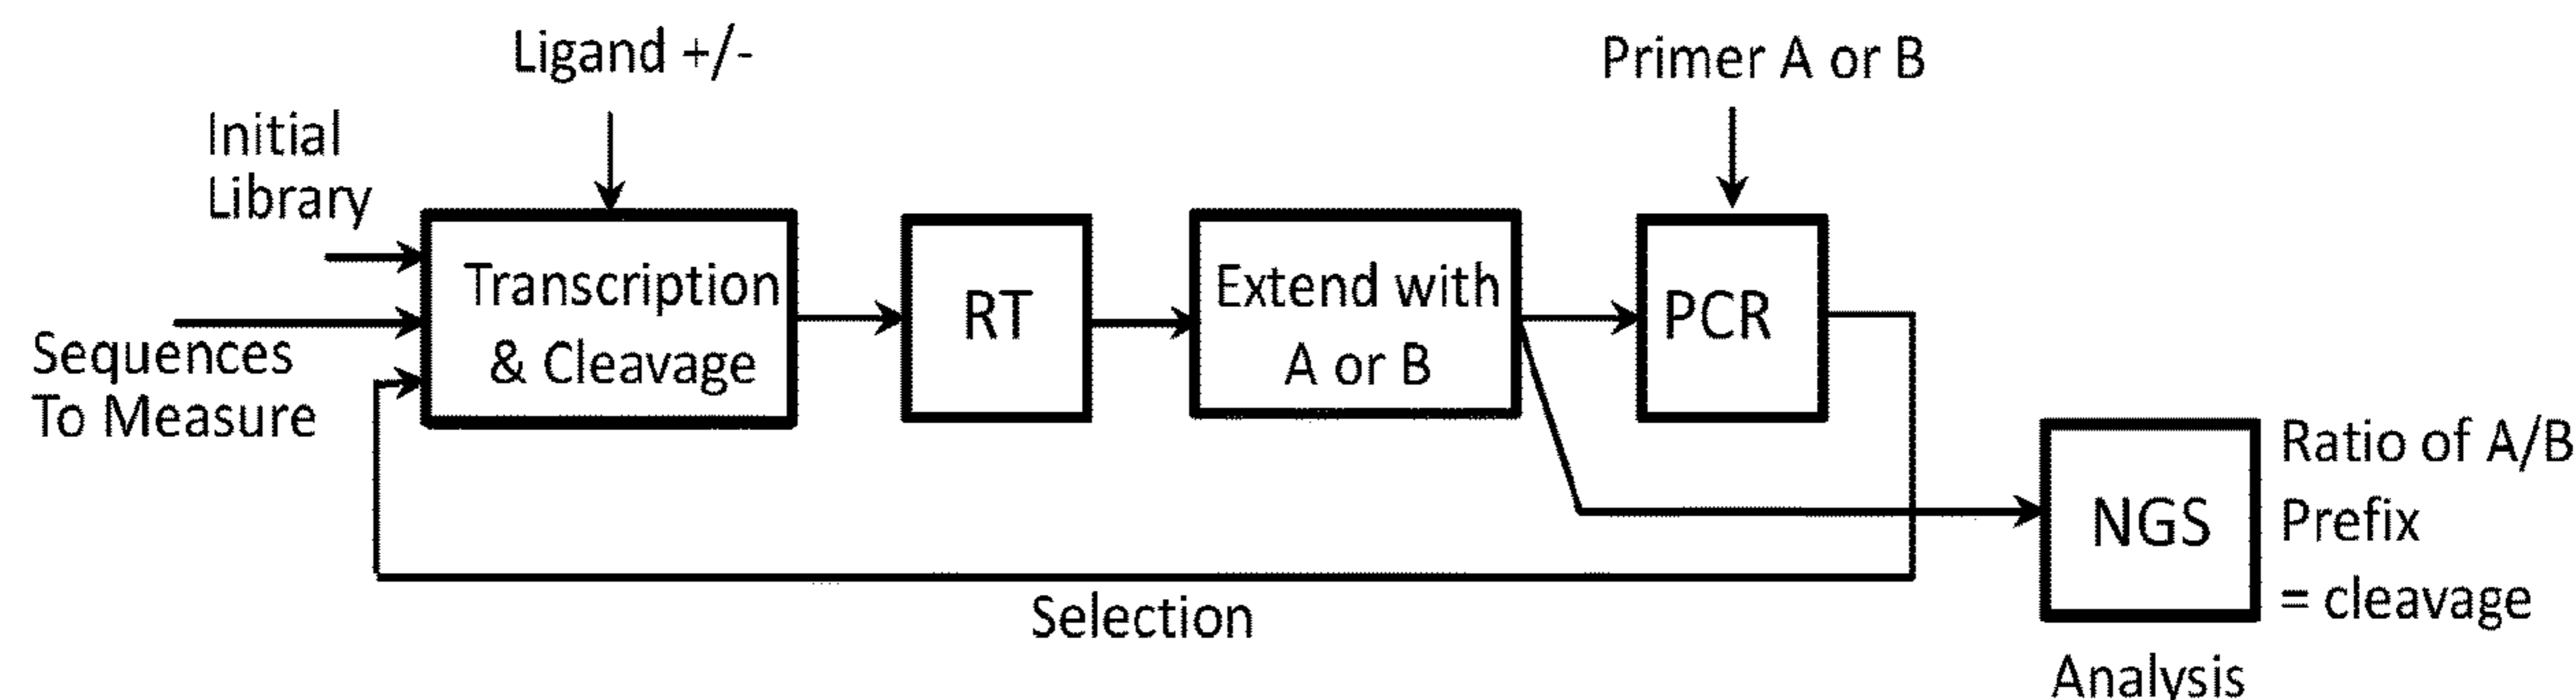 Ligand +/-
Primer A or B
Initial
Library
Transcription
& Cleavage
RT
Extend with
A or B
PCR
Sequences
To Measure
Selection
NGS
Ratio of A/B
Prefix
= cleavage
Analysis